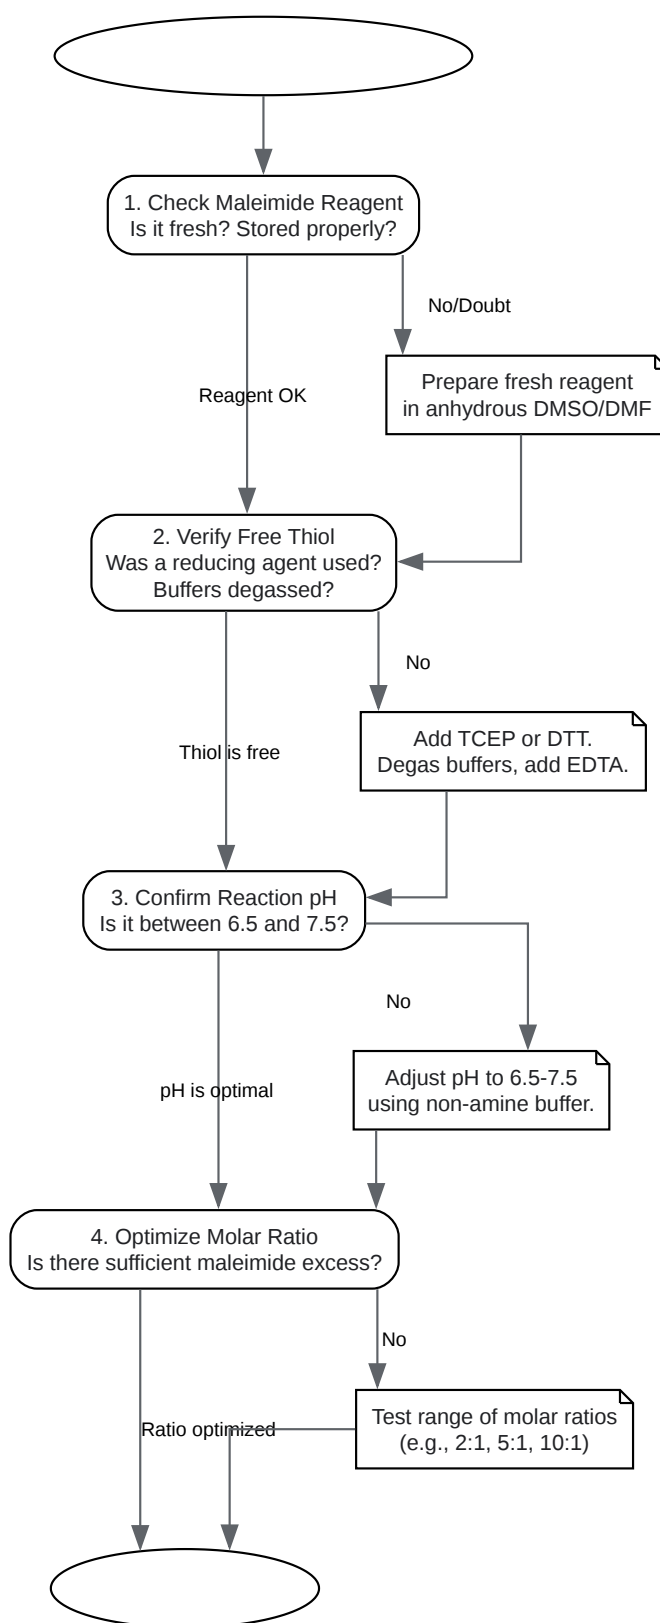 1. Check Maleimide Reagent
Is it fresh? Stored properly?
No/Doubt
Prepare fresh reagent
in anhydrous DMSO/DMF
Reagent OK
2. Verify Free Thiol
Was a reducing agent used?
Buffers degassed?
No
Add TCEP or DTT.
Degas buffers, add EDTA.
Thiol is free
3. Confirm Reaction pH
Is it between 6.5 and 7.5?
No
Adjust pH to 6.5-7.5
using non-amine buffer.
pH is optimal
4. Optimize Molar Ratio
Is there sufficient maleimide excess?
No
Test range of molar ratios
(e.g., 2:1, 5:1, 10:1)
Ratio optimized